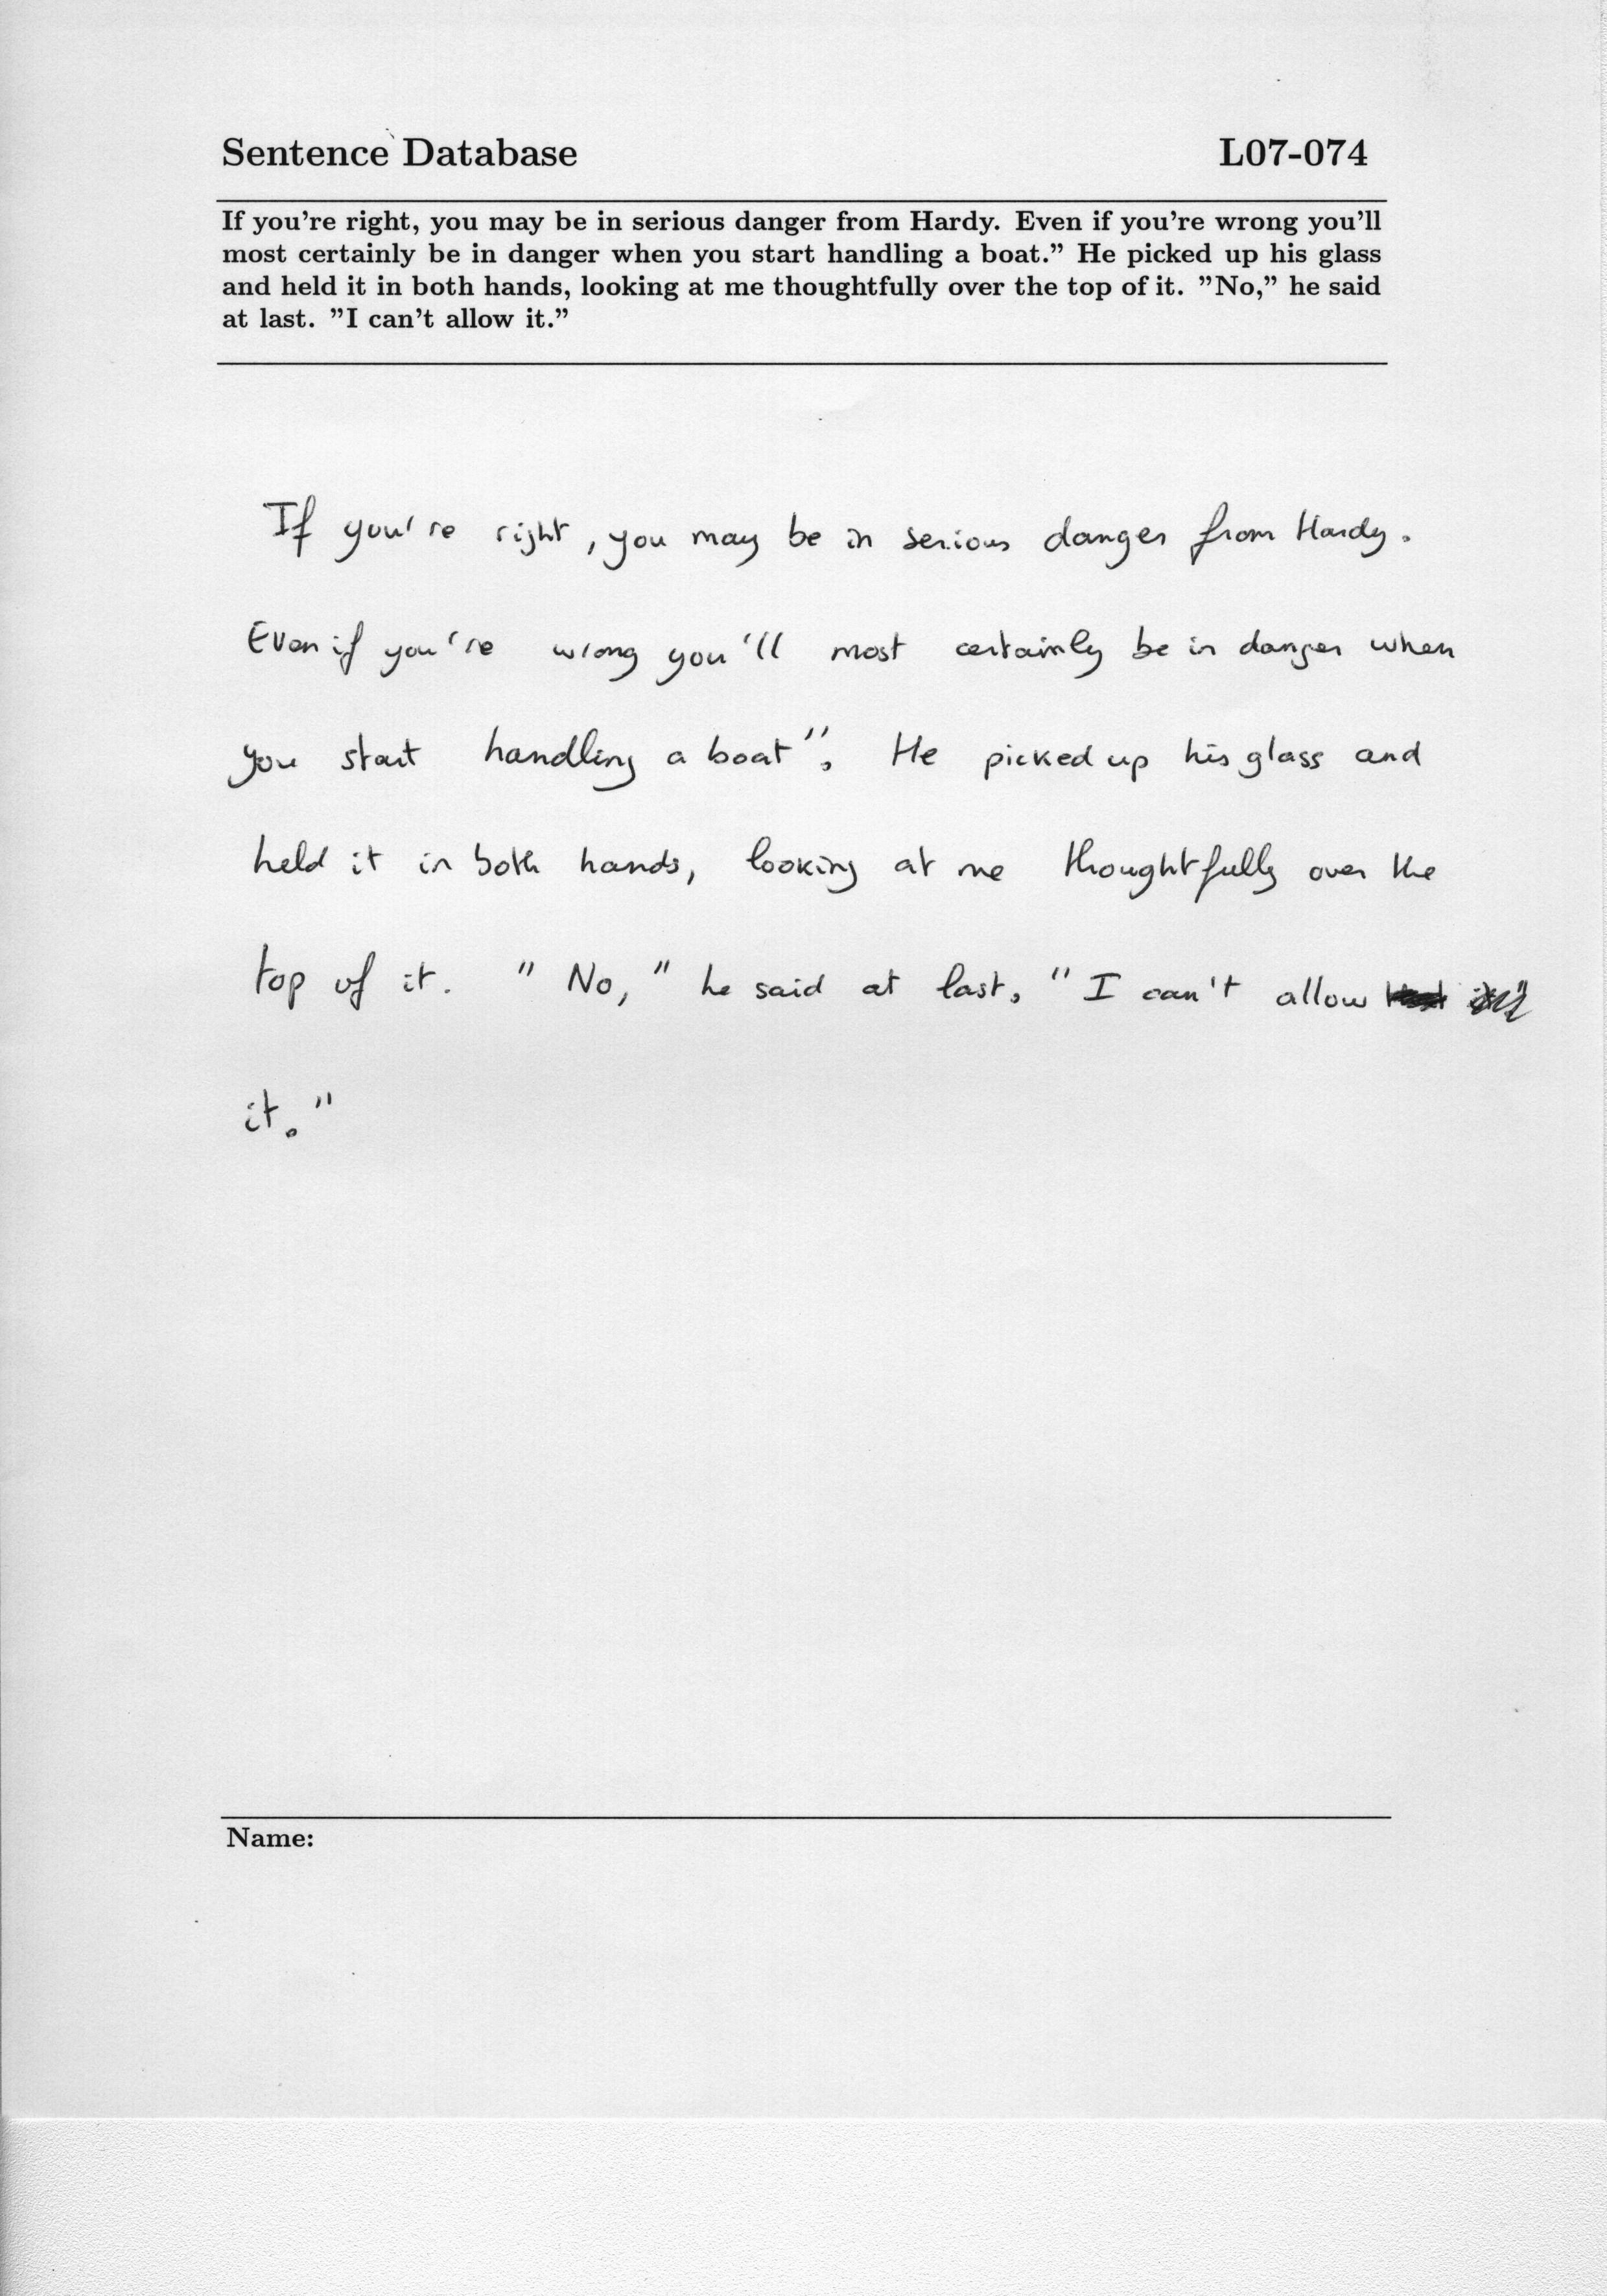 Sentence Database L07-074
If you're right, you may be in serious danger from Hardy. Even if you're wrong you'll
most certainly be in danger when you start handling a boat." He picked up his glass
and held it in both hands, looking at me thoughtfully over the top of it. "No," he said
at last. "I can't allow it."
If you're right, you may be in serious danger from Hardy.
Even if you're wrong you'll most certainly be in danger when
you start handling a boat". He picked up his glass and
held it in both hands, looking at me thoughtfully over the
top of it. "No," he said at last. "I can't allow
it."
Name: